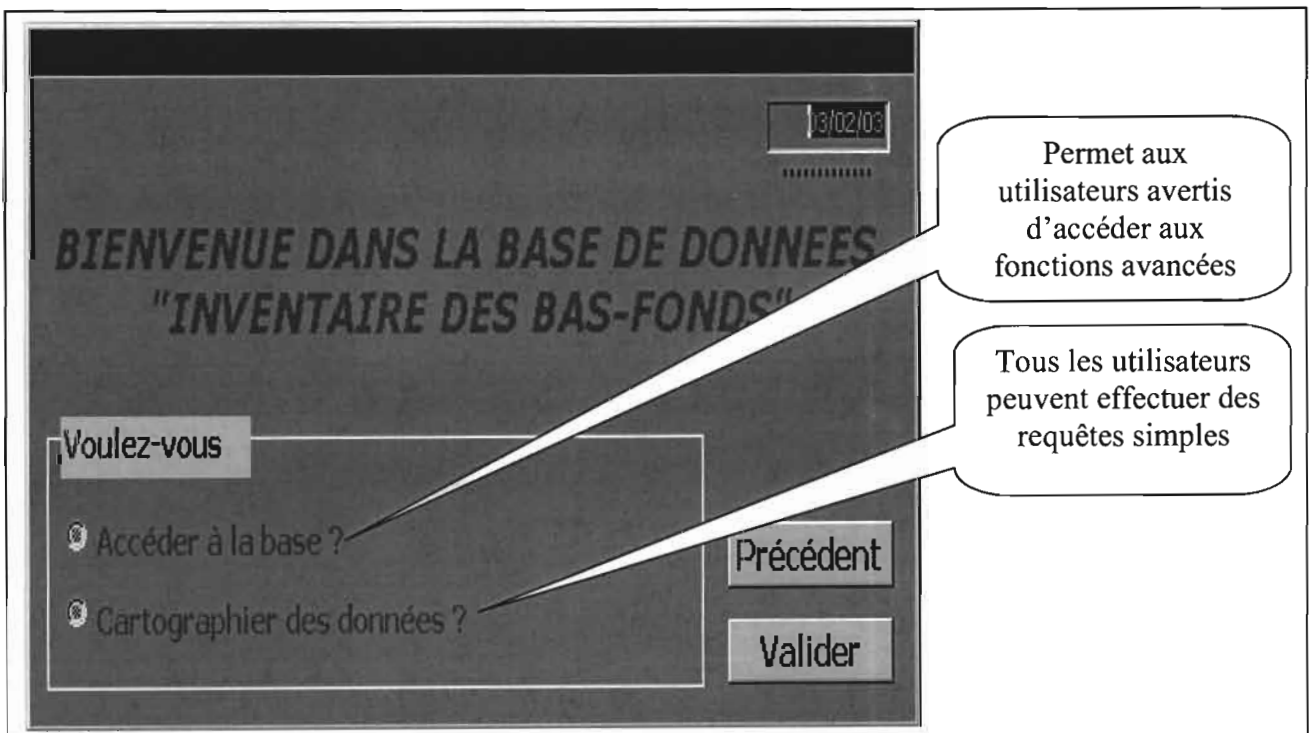 03/02/03
BIENVENUE DANS LA BASE DE DONNEES
"INVENTAIRE DES BAS-FONDS"
Voulez-vous
Accéder à la base ?
Cartographier des données ?
Précédent
Valider
Permet aux
utilisateurs avertis
d'accéder aux
fonctions avancées
Tous les utilisateurs
peuvent effectuer des
requêtes simples